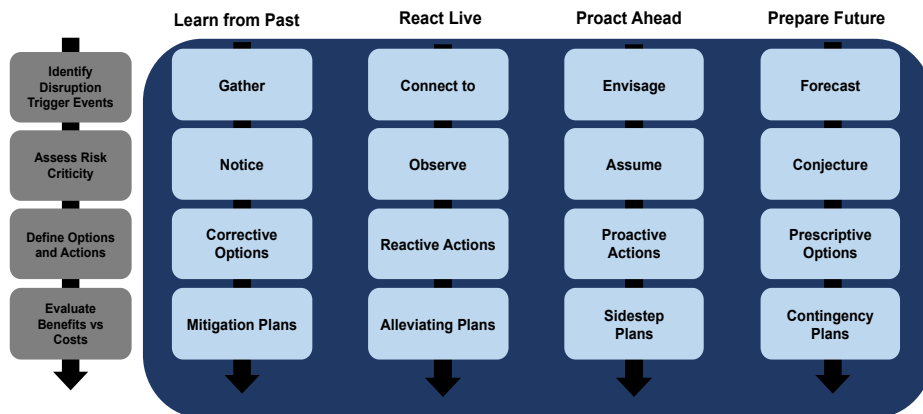 Learn from Past
React Live
Proact Ahead
Prepare Future
Identify
Disruption
Trigger Events
Gather
Connect to
Envisage
Forecast
Assess Risk
Criticity
Notice
Observe
Assume
Conjecture
Define Options
and Actions
Corrective
Options
Reactive Actions
Proactive
Actions
Prescriptive
Options
Evaluate
Benefits vs
Costs
Mitigation Plans
Alleviating Plans
Sidestep
Plans
Contingency
Plans